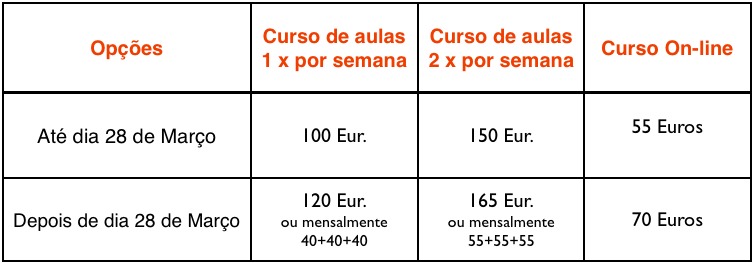 Opções
Curso de aulas
1 x por semana
Curso de aulas
2 x por semana
Curso On-line
Até dia 28 de Março
100 Eur.
150 Eur.
55 Euros
Depois de dia 28 de Março
120 Eur.
ou mensalmente
40+40+40
165 Eur.
ou mensalmente
55+55+55
70 Euros